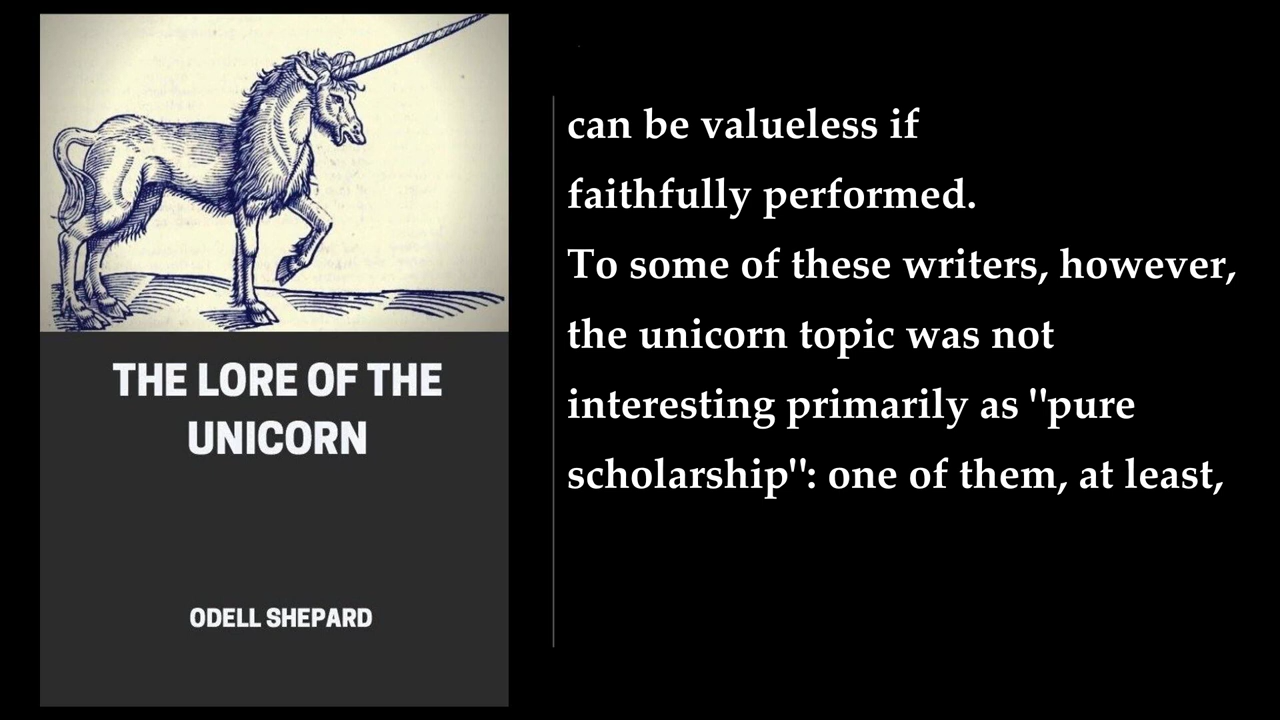 THE LORE OF THE
UNICORN
ODELL SHEPARD
can be valueless if
faithfully performed.
To some of these writers, however,
the unicorn topic was not
interesting primarily as "pure
scholarship": one of them, at least,